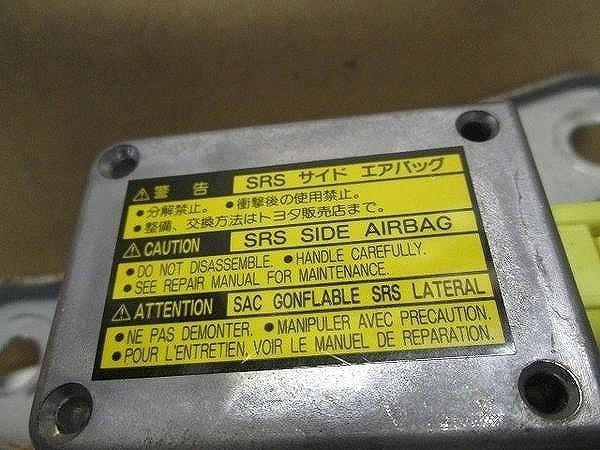 ⚠警 告 SRS サイド エアバッグ
●分解禁止。 ●衝撃後の使用禁止。
●整備、交換方法はトヨタ販売店まで。
⚠CAUTION SRS SIDE AIRBAG
●DO NOT DISASSEMBLE. ●HANDLE CAREFULLY.
●SEE REPAIR MANUAL FOR MAINTENANCE.
⚠ATTENTION SAC GONFLABLE SRS LATERAL
●NE PAS DEMONTER. ●MANIPULER AVEC PRECAUTION.
●POUR L'ENTRETIEN, VOIR LE MANUEL DE REPARATION.